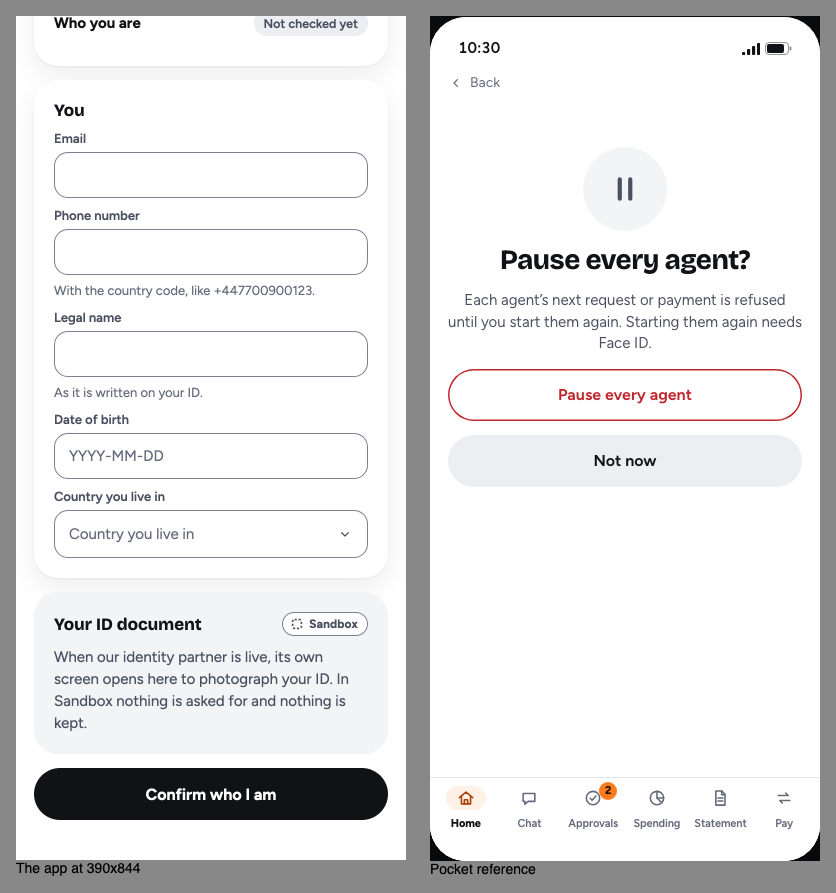 Who you are
Not checked yet
You
Email
Phone number
With the country code, like +447700900123.
Legal name
As it is written on your ID.
Date of birth
YYYY-MM-DD
Country you live in
Country you live in
Your ID document
Sandbox
When our identity partner is live, its own
screen opens here to photograph your ID. In
Sandbox nothing is asked for and nothing is
kept.
Confirm who I am
The app at 390x844
10:30
Back
Pause every agent?
Each agent’s next request or payment is refused
until you start them again. Starting them again needs
Face ID.
Pause every agent
Not now
2
Home
Chat
Approvals
Spending
Statement
Pay
Pocket reference